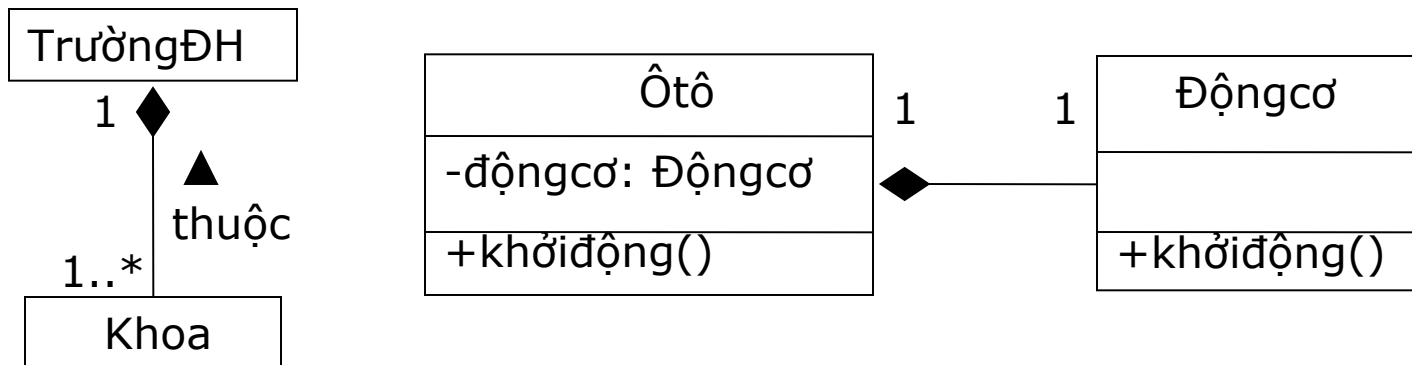 TrườngĐH
1
thuộc
1..*
Khoa
Ôtô
-độngcơ: Độngcơ
+khởiđộng()
1
1
Độngcơ
+khởiđộng()